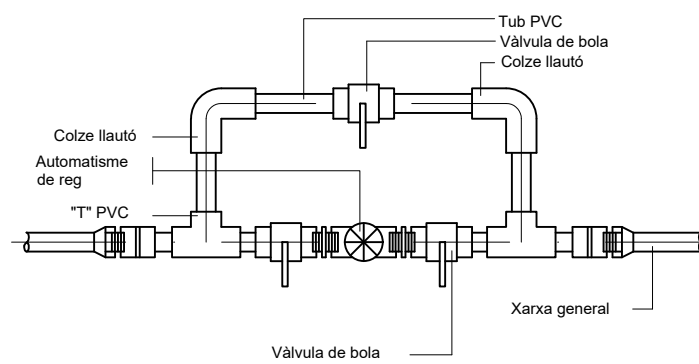 Tub PVC
Vàlvula de bola
Colze llautó
Colze llautó
Automatisme
de reg
"T" PVC
Xarxa general
Vàlvula de bola